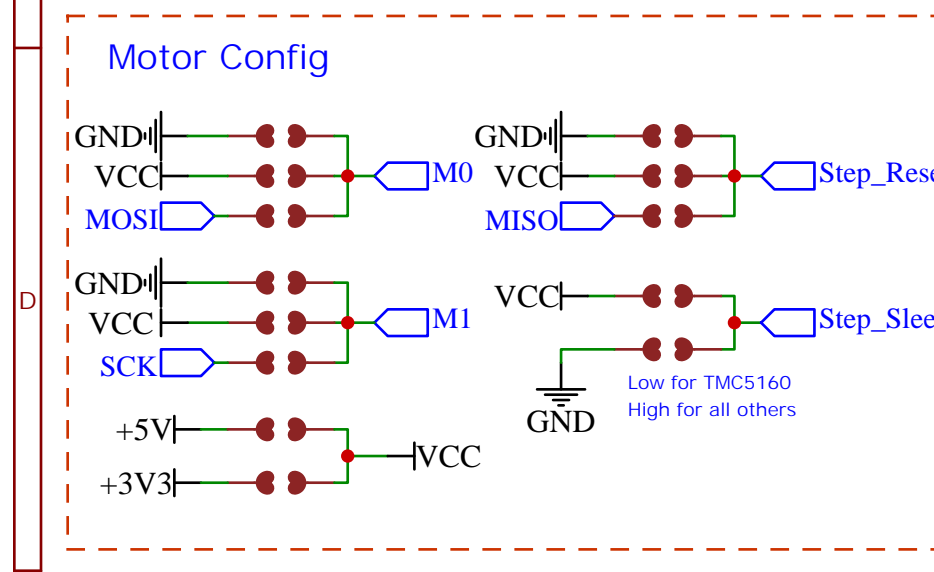 Motor Config
GND
VCC
MOSI
M0
GND
VCC
MISO
Step_Rese
GND
VCC
SCK
M1
VCC
GND
Step_Slee
Low for TMC5160
High for all others
+5V
+3V3
VCC
D